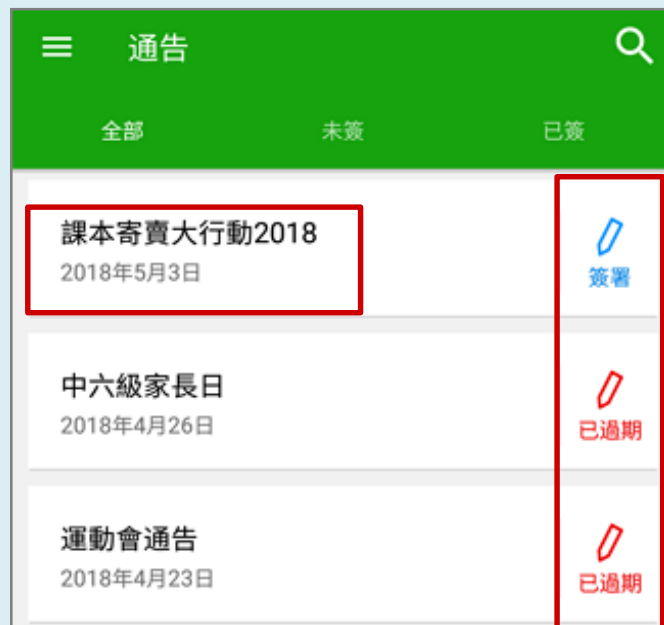 通告
全部 未簽 已簽
課本寄賣大行動2018
2018年5月3日
簽署
中六級家長日
2018年4月26日
已過期
運動會通告
2018年4月23日
已過期